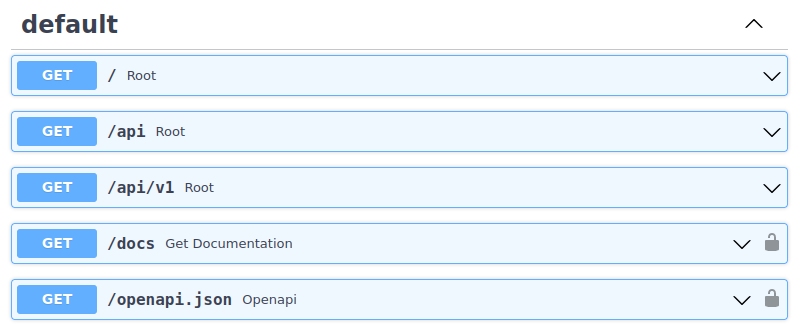 default
GET / Root
GET /api Root
GET /api/v1 Root
GET /docs Get Documentation
GET /openapi.json Openapi